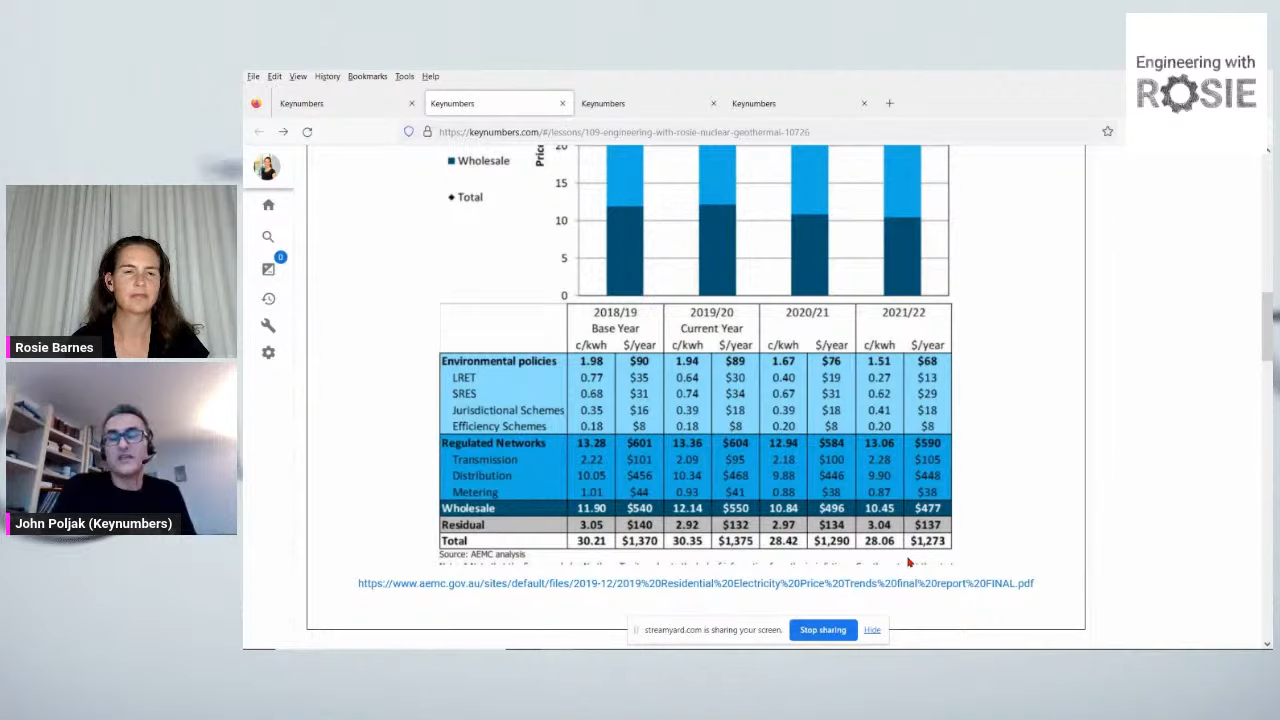 Engineering with
ROSIE
File Edit View History Bookmarks Tools Help
Keynumbers
Keynumbers
Keynumbers
Keynumbers
https://keynumbers.com/#/lessons/109-engineering-with-rosie-nuclear-geothermal-10726
Wholesale
Total
20
15
10
5
0
0
2018/19 2019/20 2020/21 2021/22
Base Year Current Year
c/kwh $/year c/kwh $/year c/kwh $/year c/kwh $/year
Environmental policies 1.98 $90 1.94 $89 1.67 $76 1.51 $68
LRET 0.77 $35 0.64 $30 0.40 $19 0.27 $13
SRES 0.68 $31 0.74 $34 0.67 $31 0.62 $29
Jurisdictional Schemes 0.35 $16 0.39 $18 0.39 $18 0.41 $18
Efficiency Schemes 0.18 $8 0.18 $8 0.20 $8 0.20 $8
Regulated Networks 13.28 $601 13.36 $604 12.94 $584 13.06 $590
Transmission 2.22 $101 2.09 $95 2.18 $100 2.28 $105
Distribution 10.05 $456 10.34 $468 9.88 $446 9.90 $448
Metering 1.01 $44 0.93 $41 0.88 $38 0.87 $38
Wholesale 11.90 $540 12.14 $550 10.84 $496 10.45 $477
Residual 3.05 $140 2.92 $132 2.97 $134 3.04 $137
Total 30.21 $1,370 30.35 $1,375 28.42 $1,290 28.06 $1,273
Source: AEMC analysis
https://www.aemc.gov.au/sites/default/files/2019-12/2019%20Residential%20Electricity%20Price%20Trends%20final%20report%20FINAL.pdf
streamyard.com is sharing your screen. Stop sharing Hide
Rosie Barnes
John Poljak (Keynumbers)